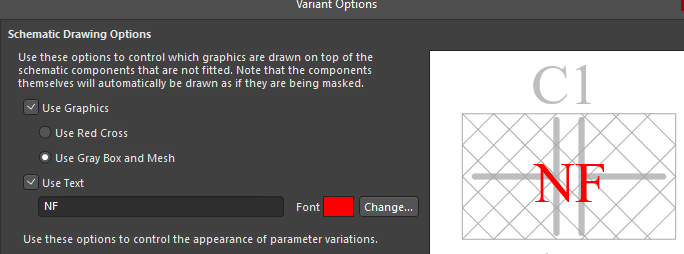 Variant Options
Schematic Drawing Options
Use these options to control which graphics are drawn on top of the
schematic components that are not fitted. Note that the components
themselves will automatically be drawn as if they are being masked.
Use Graphics
Use Red Cross
Use Gray Box and Mesh
Use Text
NF
Font
Change...
Use these options to control the appearance of parameter variations.
C1
NF